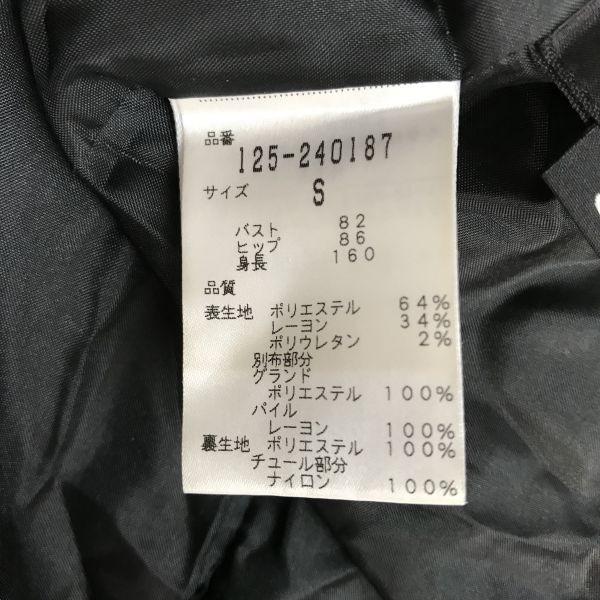 品番
125-240187
サイズ S
バスト 82
ヒップ 86
身長 160
品質
表生地 ポリエステル 64%
レーヨン 34%
ポリウレタン 2%
別布部分
グランド
ポリエステル 100%
パイル
レーヨン 100%
裏生地 ポリエステル 100%
チュール部分
ナイロン 100%